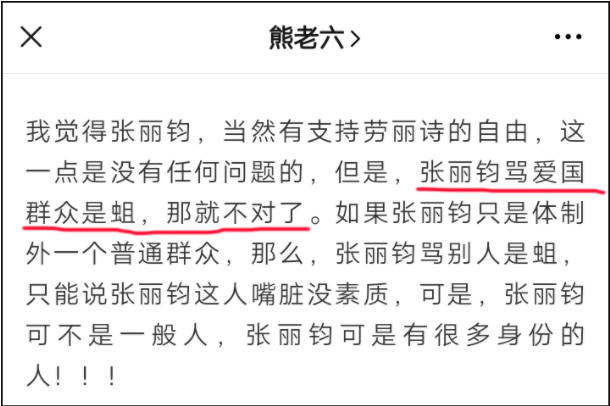 熊老六
我觉得张丽钧，当然有支持劳丽诗的自由，这
一点是没有任何问题的，但是，张丽钧骂爱国
群众是蛆，那就不对了。如果张丽钧只是体制
外一个普通群众，那么，张丽钧骂别人是蛆，
只能说张丽钧这人嘴脏没素质，可是，张丽钧
可不是一般人，张丽钧可是有很多身份的
人！！！